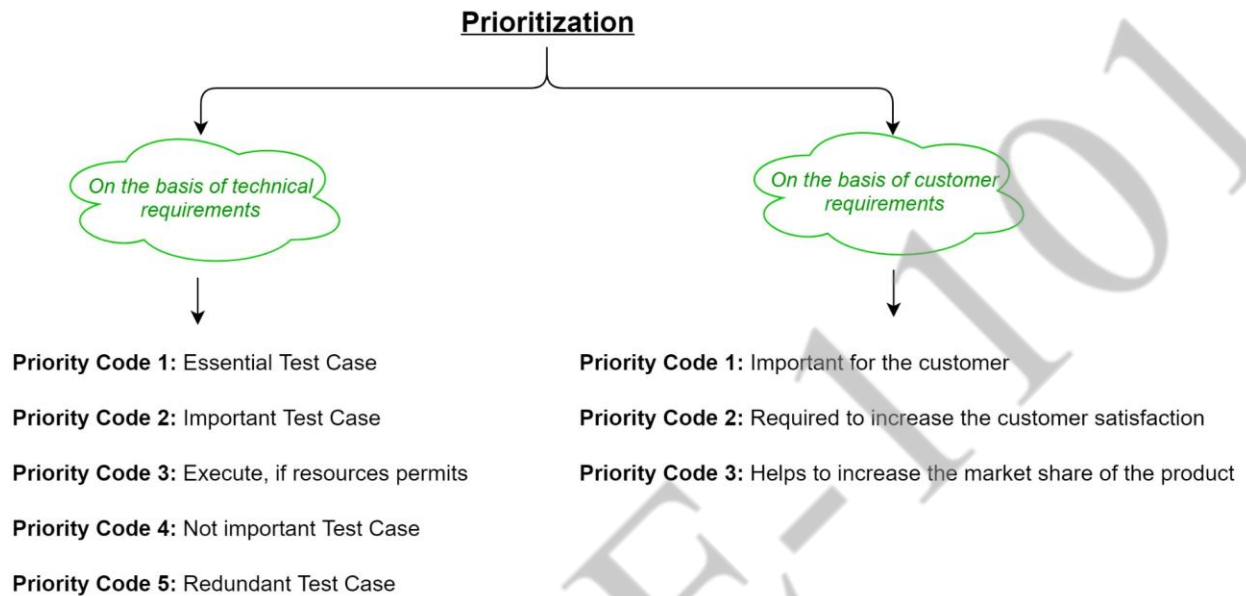 Prioritization
On the basis of technical
requirements
On the basis of customer
requirements
Priority Code 1: Essential Test Case
Priority Code 2: Important Test Case
Priority Code 3: Execute, if resources permits
Priority Code 4: Not important Test Case
Priority Code 5: Redundant Test Case
Priority Code 1: Important for the customer
Priority Code 2: Required to increase the customer satisfaction
Priority Code 3: Helps to increase the market share of the product
E-1101